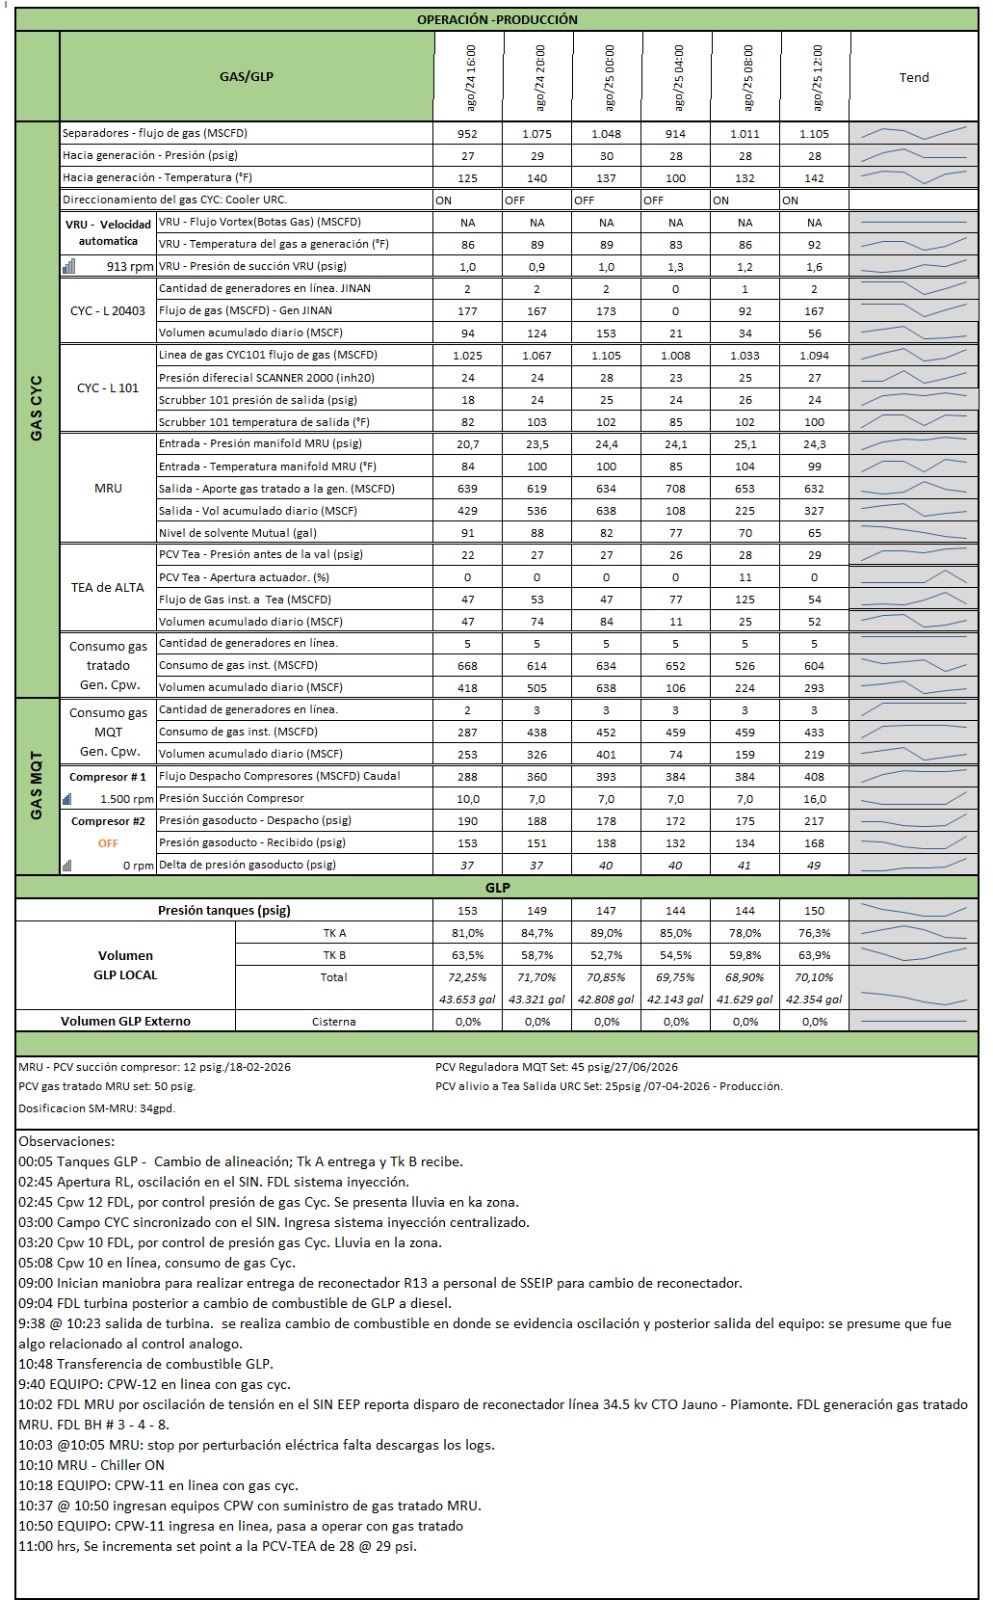 OPERACIÓN -PRODUCCIÓN
GAS/GLP ago/24 16:00 ago/24 20:00 ago/25 00:00 ago/25 04:00 ago/25 08:00 ago/25 12:00 Tend
GAS CYC
Separadores - flujo de gas (MSCFD) 952 1.075 1.048 914 1.011 1.105
Hacia generación - Presión (psig) 27 29 30 28 28 28
Hacia generación - Temperatura (°F) 125 140 137 100 132 142
Direccionamiento del gas CYC: Cooler URC. ON OFF OFF OFF ON ON
VRU - Velocidad automatica
VRU - Flujo Vortex(Botas Gas) (MSCFD) NA NA NA NA NA NA
VRU - Temperatura del gas a generación (°F) 86 89 89 83 86 92
913 rpm VRU - Presión de succión VRU (psig) 1,0 0,9 1,0 1,3 1,2 1,6
CYC - L 20403
Cantidad de generadores en línea. JINAN 2 2 2 0 1 2
Flujo de gas (MSCFD) - Gen JINAN 177 167 173 0 92 167
Volumen acumulado diario (MSCF) 94 124 153 21 34 56
CYC - L 101
Linea de gas CYC101 flujo de gas (MSCFD) 1.025 1.067 1.105 1.008 1.033 1.094
Presión diferecial SCANNER 2000 (inh20) 24 24 28 23 25 27
Scrubber 101 presión de salida (psig) 18 24 25 24 26 24
Scrubber 101 temperatura de salida (°F) 82 103 102 85 102 100
MRU
Entrada - Presión manifold MRU (psig) 20,7 23,5 24,4 24,1 25,1 24,3
Entrada - Temperatura manifold MRU (°F) 84 100 100 85 104 99
Salida - Aporte gas tratado a la gen. (MSCFD) 639 619 634 708 653 632
Salida - Vol acumulado diario (MSCF) 429 536 638 108 225 327
Nivel de solvente Mutual (gal) 91 88 82 77 70 65
TEA de ALTA
PCV Tea - Presión antes de la val (psig) 22 27 27 26 28 29
PCV Tea - Apertura actuador. (%) 0 0 0 0 11 0
Flujo de Gas inst. a Tea (MSCFD) 47 53 47 77 125 54
Volumen acumulado diario (MSCF) 47 74 84 11 25 52
Consumo gas tratado Gen. Cpw.
Cantidad de generadores en línea. 5 5 5 5 5 5
Consumo de gas inst. (MSCFD) 668 614 634 652 526 604
Volumen acumulado diario (MSCF) 418 505 638 106 224 293
GAS MQT
Consumo gas MQT Gen. Cpw.
Cantidad de generadores en línea. 2 3 3 3 3 3
Consumo de gas inst. (MSCFD) 287 438 452 459 459 433
Volumen acumulado diario (MSCF) 253 326 401 74 159 219
Compresor # 1 Flujo Despacho Compresores (MSCFD) Caudal 288 360 393 384 384 408
1.500 rpm Presión Succión Compresor 10,0 7,0 7,0 7,0 7,0 16,0
Compresor #2 Presión gasoducto - Despacho (psig) 190 188 178 172 175 217
OFF Presión gasoducto - Recibido (psig) 153 151 138 132 134 168
0 rpm Delta de presión gasoducto (psig) 37 37 40 40 41 49
GLP
Presión tanques (psig) 153 149 147 144 144 150
Volumen GLP LOCAL
TK A 81,0% 84,7% 89,0% 85,0% 78,0% 76,3%
TK B 63,5% 58,7% 52,7% 54,5% 59,8% 63,9%
Total 72,25% 71,70% 70,85% 69,75% 68,90% 70,10%
43.653 gal 43.321 gal 42.808 gal 42.143 gal 41.629 gal 42.354 gal
Volumen GLP Externo Cisterna 0,0% 0,0% 0,0% 0,0% 0,0% 0,0%
MRU - PCV succión compresor: 12 psig./18-02-2026 PCV Reguladora MQT Set: 45 psig/27/06/2026
PCV gas tratado MRU set: 50 psig. PCV alivio a Tea Salida URC Set: 25psig /07-04-2026 - Producción.
Dosificacion SM-MRU: 34gpd.
Observaciones:
00:05 Tanques GLP - Cambio de alineación; Tk A entrega y Tk B recibe.
02:45 Apertura RL, oscilación en el SIN. FDL sistema inyección.
02:45 Cpw 12 FDL, por control presión de gas Cyc. Se presenta lluvia en ka zona.
03:00 Campo CYC sincronizado con el SIN. Ingresa sistema inyección centralizado.
03:20 Cpw 10 FDL, por control de presión gas Cyc. Lluvia en la zona.
05:08 Cpw 10 en línea, consumo de gas Cyc.
09:00 Inician maniobra para realizar entrega de reconectador R13 a personal de SSEIP para cambio de reconectador.
09:04 FDL turbina posterior a cambio de combustible de GLP a diesel.
9:38 @ 10:23 salida de turbina. se realiza cambio de combustible en donde se evidencia oscilación y posterior salida del equipo: se presume que fue
algo relacionado al control analogo.
10:48 Transferencia de combustible GLP.
9:40 EQUIPO: CPW-12 en linea con gas cyc.
10:02 FDL MRU por oscilación de tensión en el SIN EEP reporta disparo de reconectador línea 34.5 kv CTO Jauno - Piamonte. FDL generación gas tratado
MRU. FDL BH # 3 - 4 - 8.
10:03 @10:05 MRU: stop por perturbación eléctrica falta descargas los logs.
10:10 MRU - Chiller ON
10:18 EQUIPO: CPW-11 en linea con gas cyc.
10:37 @ 10:50 ingresan equipos CPW con suministro de gas tratado MRU.
10:50 EQUIPO: CPW-11 ingresa en linea, pasa a operar con gas tratado
11:00 hrs, Se incrementa set point a la PCV-TEA de 28 @ 29 psi.